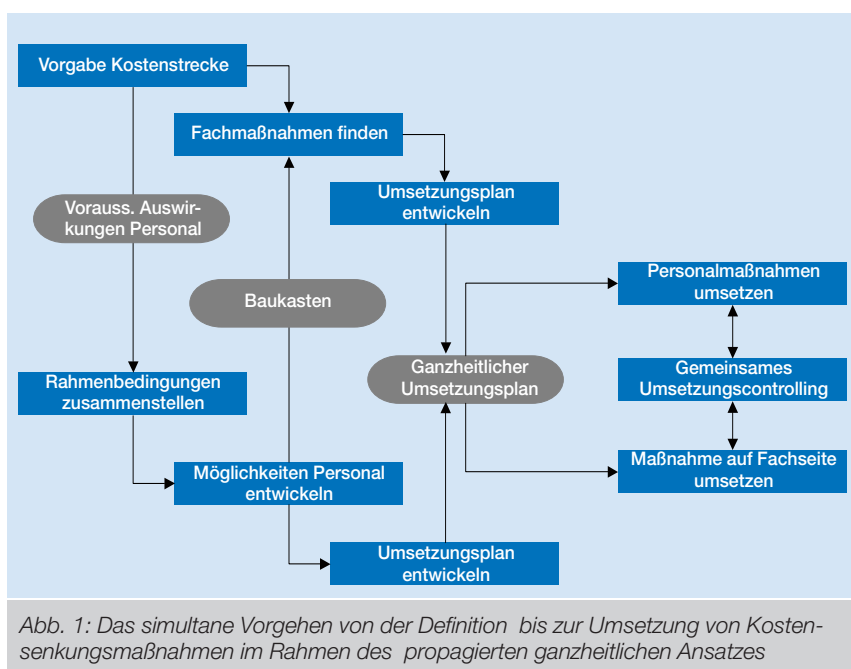 Vorgabe Kostenstrecke
Fachmaßnahmen finden
Umsetzungsplan
entwickeln
Vorauss. Auswir-
kungen Personal
Baukasten
Personalmaßnahmen
umsetzen
Ganzheitlicher
Umsetzungsplan
Gemeinsames
Umsetzungscontrolling
Rahmenbedingungen
zusammenstellen
Maßnahme auf Fachseite
umsetzen
Möglichkeiten Personal
entwickeln
Umsetzungsplan
entwickeln
Abb. 1: Das simultane Vorgehen von der Definition bis zur Umsetzung von Kosten-
senkungsmaßnahmen im Rahmen des propagierten ganzheitlichen Ansatzes